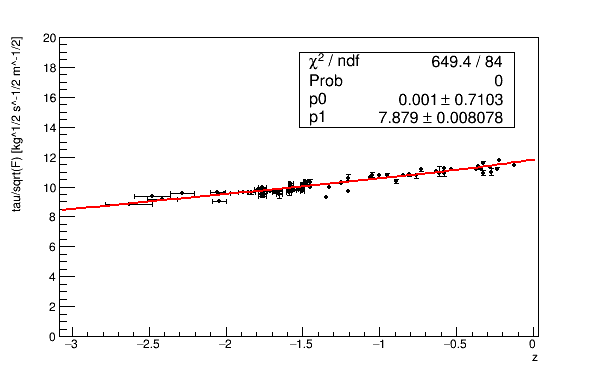 tau/sqrt(F) [kg^1/2 s^-1/2 m^-1/2]
χ² / ndf 649.4 / 84
Prob 0
p0 0.001 ± 0.7103
p1 7.879 ± 0.008078
20
18
16
14
12
10
8
6
4
2
0
−3 −2.5 −2 −1.5 −1 −0.5 0
z